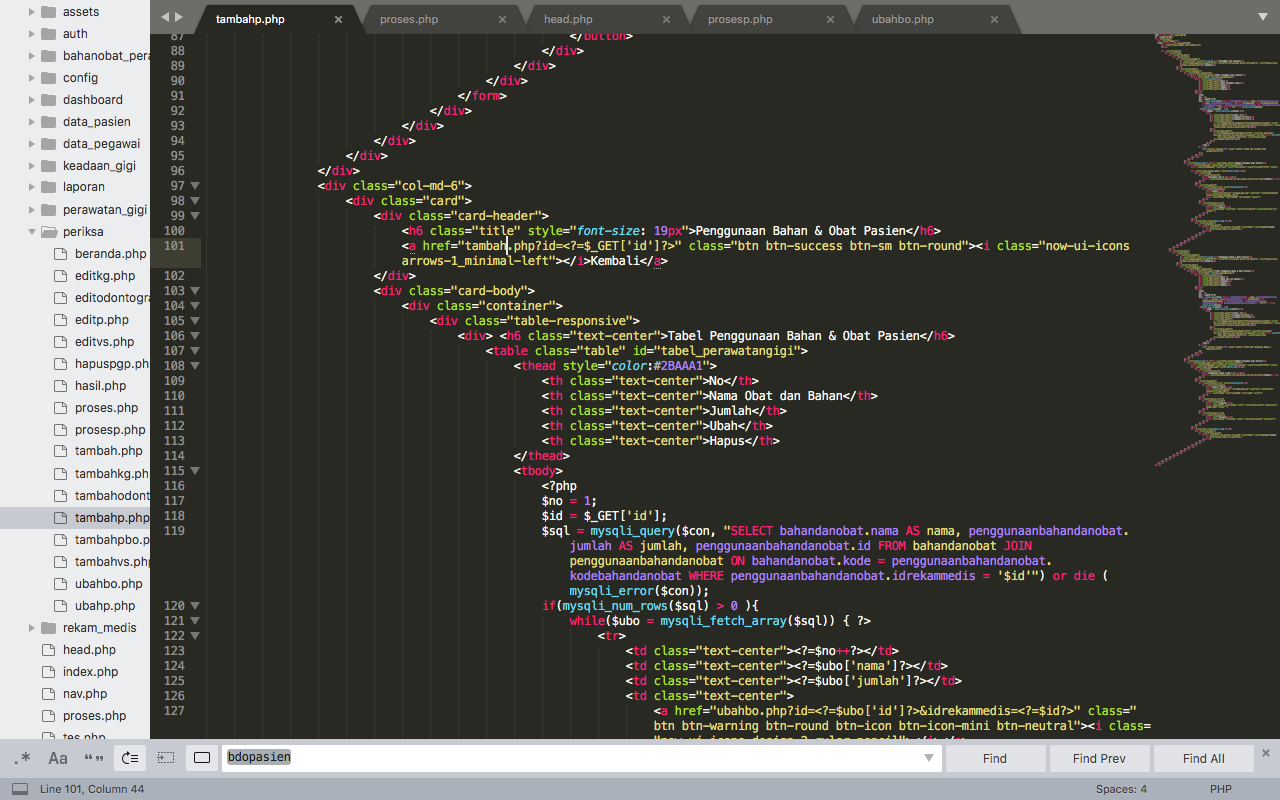 assets
auth
bahanobat_pera
config
dashboard
data_pasien
data_pegawai
keadaan_gigi
laporan
perawatan_gigi
periksa
beranda.php
editkg.php
editodontogra
editp.php
editvs.php
hapuspgp.ph
hasil.php
proses.php
prosesp.php
tambah.php
tambahkg.ph
tambahodont
tambahp.php
tambahpbo.p
tambahvs.php
ubahbo.php
ubahp.php
rekam_medis
head.php
index.php
nav.php
proses.php
tes.php
tambahp.php
proses.php
head.php
prosesp.php
ubahbo.php
87 </button>
88 </div>
89 </div>
90 </div>
91 </form>
92 </div>
93 </div>
94 </div>
95 </div>
96 </div>
97 <div class="col-md-6">
98 <div class="card">
99 <div class="card-header">
100 <h6 class="title" style="font-size: 19px">Penggunaan Bahan & Obat Pasien</h6>
101 <a href="tambah.php?id=<?=$_GET['id']?>" class="btn btn-success btn-sm btn-round"><i class="now-ui-icons
arrows-1_minimal-left"></i>Kembali</a>
102 </div>
103 <div class="card-body">
104 <div class="container">
105 <div class="table-responsive">
106 <div> <h6 class="text-center">Tabel Penggunaan Bahan & Obat Pasien</h6>
107 <table class="table" id="tabel_perawatangigi">
108 <thead style="color:#2BAAA1">
109 <th class="text-center">No</th>
110 <th class="text-center">Nama Obat dan Bahan</th>
111 <th class="text-center">Jumlah</th>
112 <th class="text-center">Ubah</th>
113 <th class="text-center">Hapus</th>
114 </thead>
115 <tbody>
116 <?php
117 $no = 1;
118 $id = $_GET['id'];
119 $sql = mysqli_query($con, "SELECT bahandanobat.nama AS nama, penggunaanbahandanobat.
jumlah AS jumlah, penggunaanbahandanobat.id FROM bahandanobat JOIN
penggunaanbahandanobat ON bahandanobat.kode = penggunaanbahandanobat.
kodebahandanobat WHERE penggunaanbahandanobat.idrekammedis = '$id'") or die (
mysqli_error($con));
120 if(mysqli_num_rows($sql) > 0 ){
121 while($ubo = mysqli_fetch_array($sql)) { ?>
122 <tr>
123 <td class="text-center"><?=$no++?></td>
124 <td class="text-center"><?=$ubo['nama']?></td>
125 <td class="text-center"><?=$ubo['jumlah']?></td>
126 <td class="text-center">
127 <a href="ubahbo.php?id=<?=$ubo['id']?>&idrekammedis=<?=$id?>" class="
btn btn-warning btn-round btn-icon btn-icon-mini btn-neutral"><i class=
"now-ui-icons design-2_ruler-pencil"></i></a>
.* Aa “”
bdopasien
Find
Find Prev
Find All
Line 101, Column 44
Spaces: 4
PHP